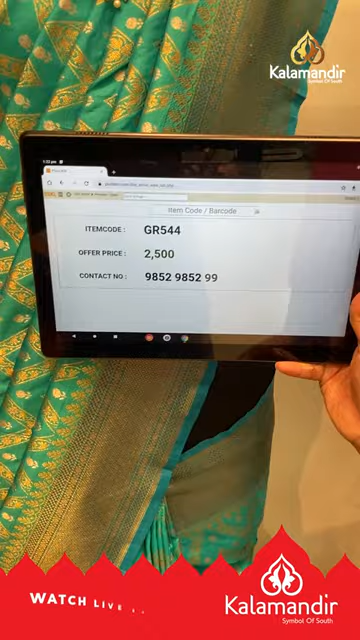 Kalamandir
Symbol Of South
Item Code / Barcode
ITEMCODE : GR544
OFFER PRICE : 2,500
CONTACT NO : 9852 9852 99
WATCH LIVE ..
Kalamandir
Symbol Of South